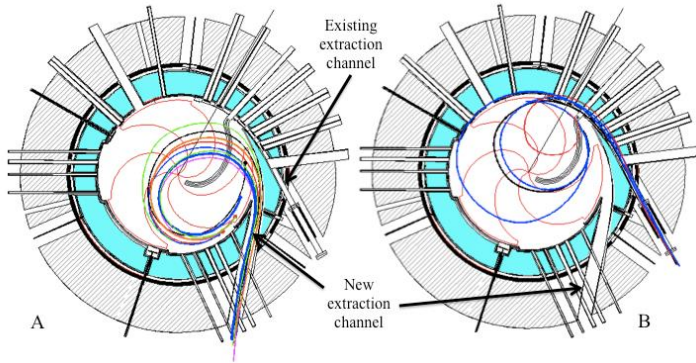 Existing
extraction
channel
New
extraction
channel
A
B